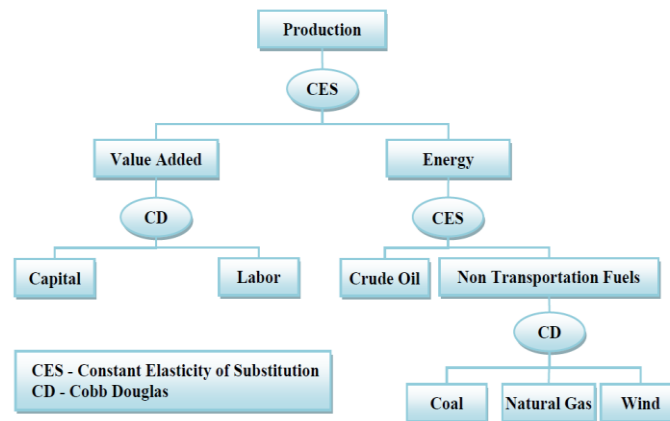 Production
CES
Value Added
Energy
CD
CES
Capital
Labor
Crude Oil
Non Transportation Fuels
CD
CES - Constant Elasticity of Substitution
CD - Cobb Douglas
Coal
Natural Gas
Wind